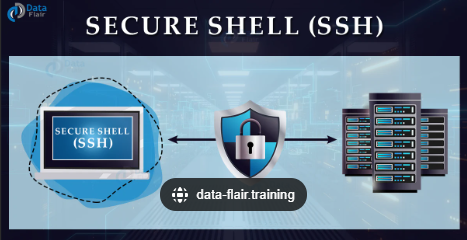 Data
Flair
SECURE SHELL (SSH)
SECURE SHELL
(SSH)
data-flair.training